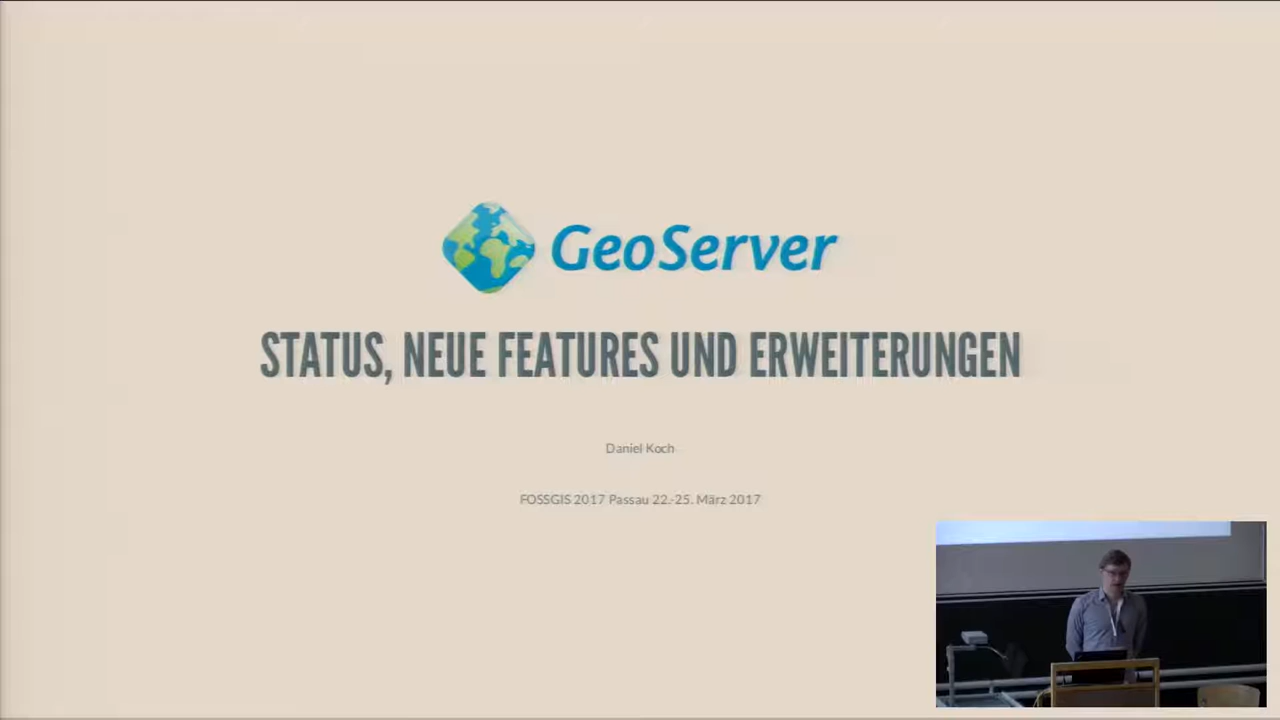 GeoServer
STATUS, NEUE FEATURES UND ERWEITERUNGEN
Daniel Koch
FOSSGIS 2017 Passau 22.-25. März 2017